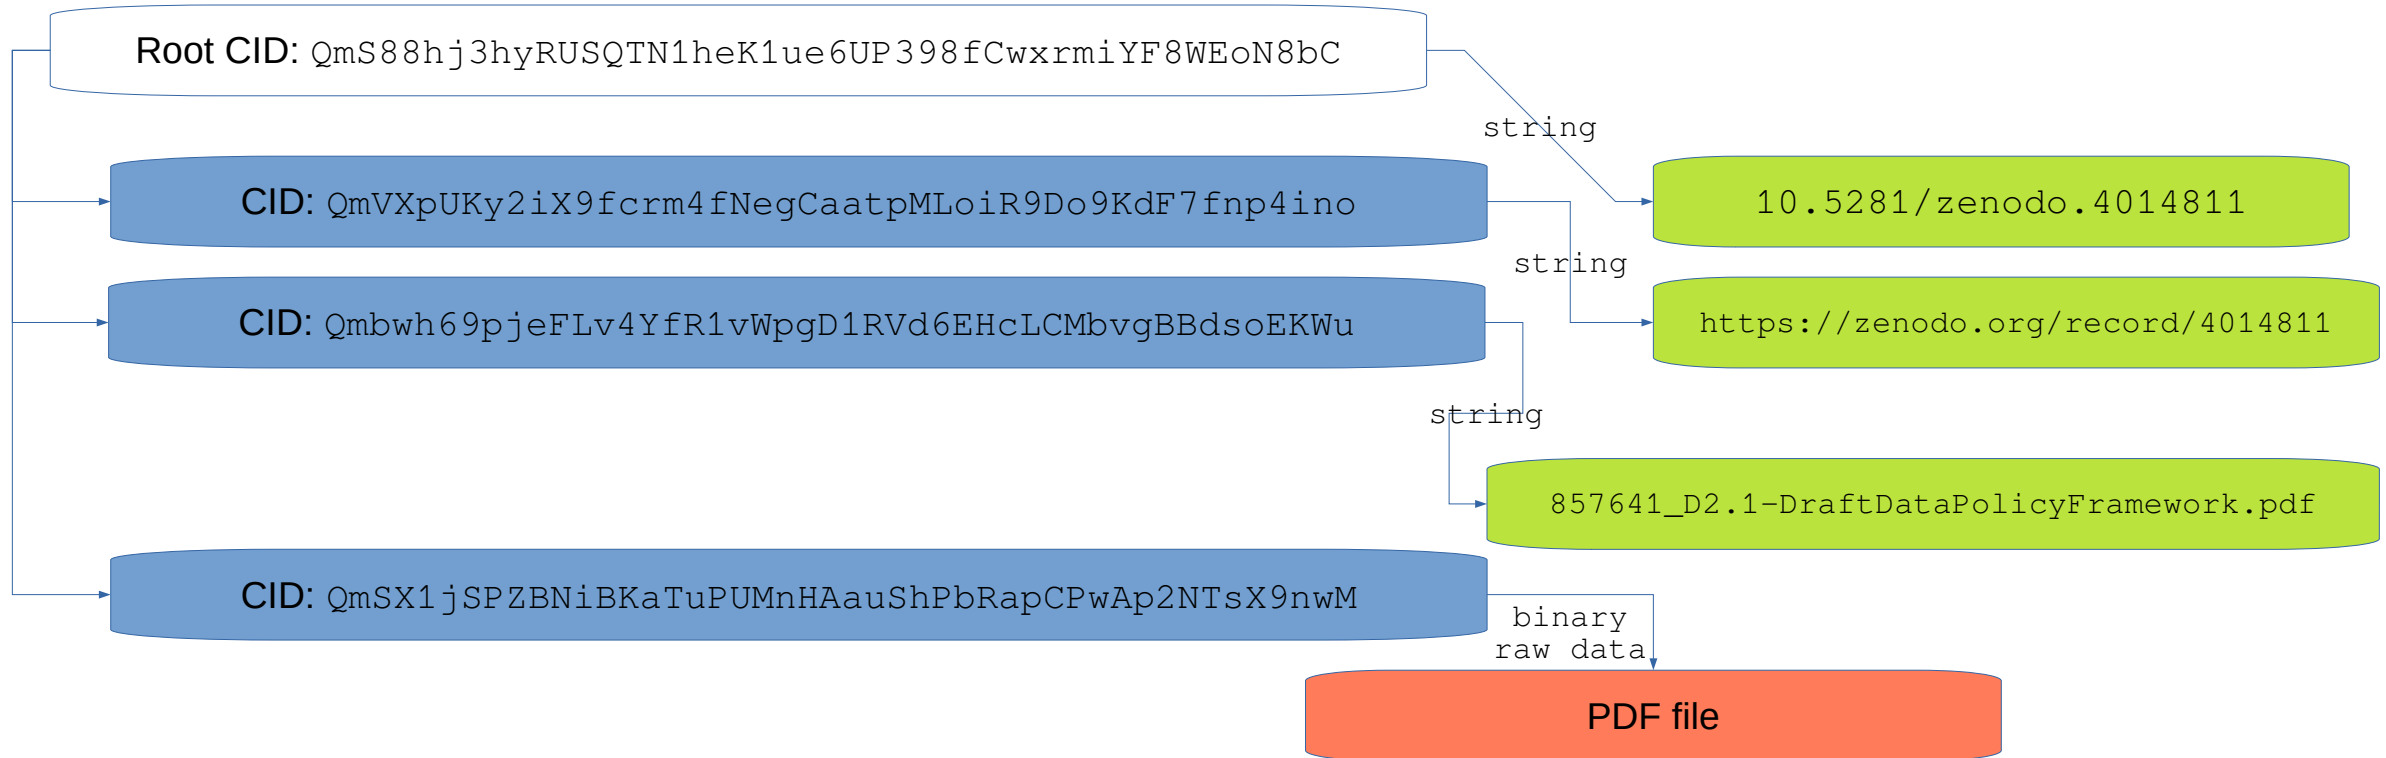 Root CID: QmS88hj3hyRUSQTN1heK1ue6UP398fCwxrmiYF8WEoN8bC
string
CID: QmVXpUKy2iX9fcrm4fNegCaatpMLoiR9Do9KdF7fnp4ino
10.5281/zenodo.4014811
string
CID: Qmbwh69pjeFLv4YfR1vWpgD1RVd6EHcLCMbvgBBdsoEKWu
https://zenodo.org/record/4014811
string
857641_D2.1-DraftDataPolicyFramework.pdf
CID: QmSX1jSPZBNiBKaTuPUMnHAauShPbRapCPwAp2NTsX9nwM
binary
raw data
PDF file